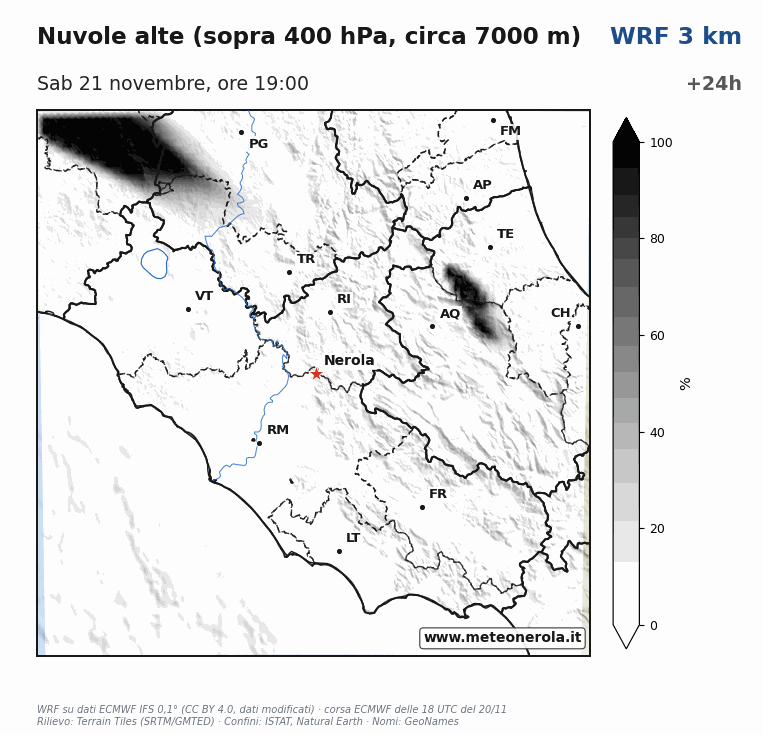 Nuvole alte (sopra 400 hPa, circa 7000 m) WRF 3 km
Sab 21 novembre, ore 19:00 +24h
FM
PG
AP
TE
TR
VT
RI
AQ
CH
Nerola
RM
FR
LT
www.meteonerola.it
100
80
60
40
20
0
%
WRF su dati ECMWF IFS 0,1° (CC BY 4.0, dati modificati) · corsa ECMWF delle 18 UTC del 20/11
Rilievo: Terrain Tiles (SRTM/GMTED) · Confini: ISTAT, Natural Earth · Nomi: GeoNames